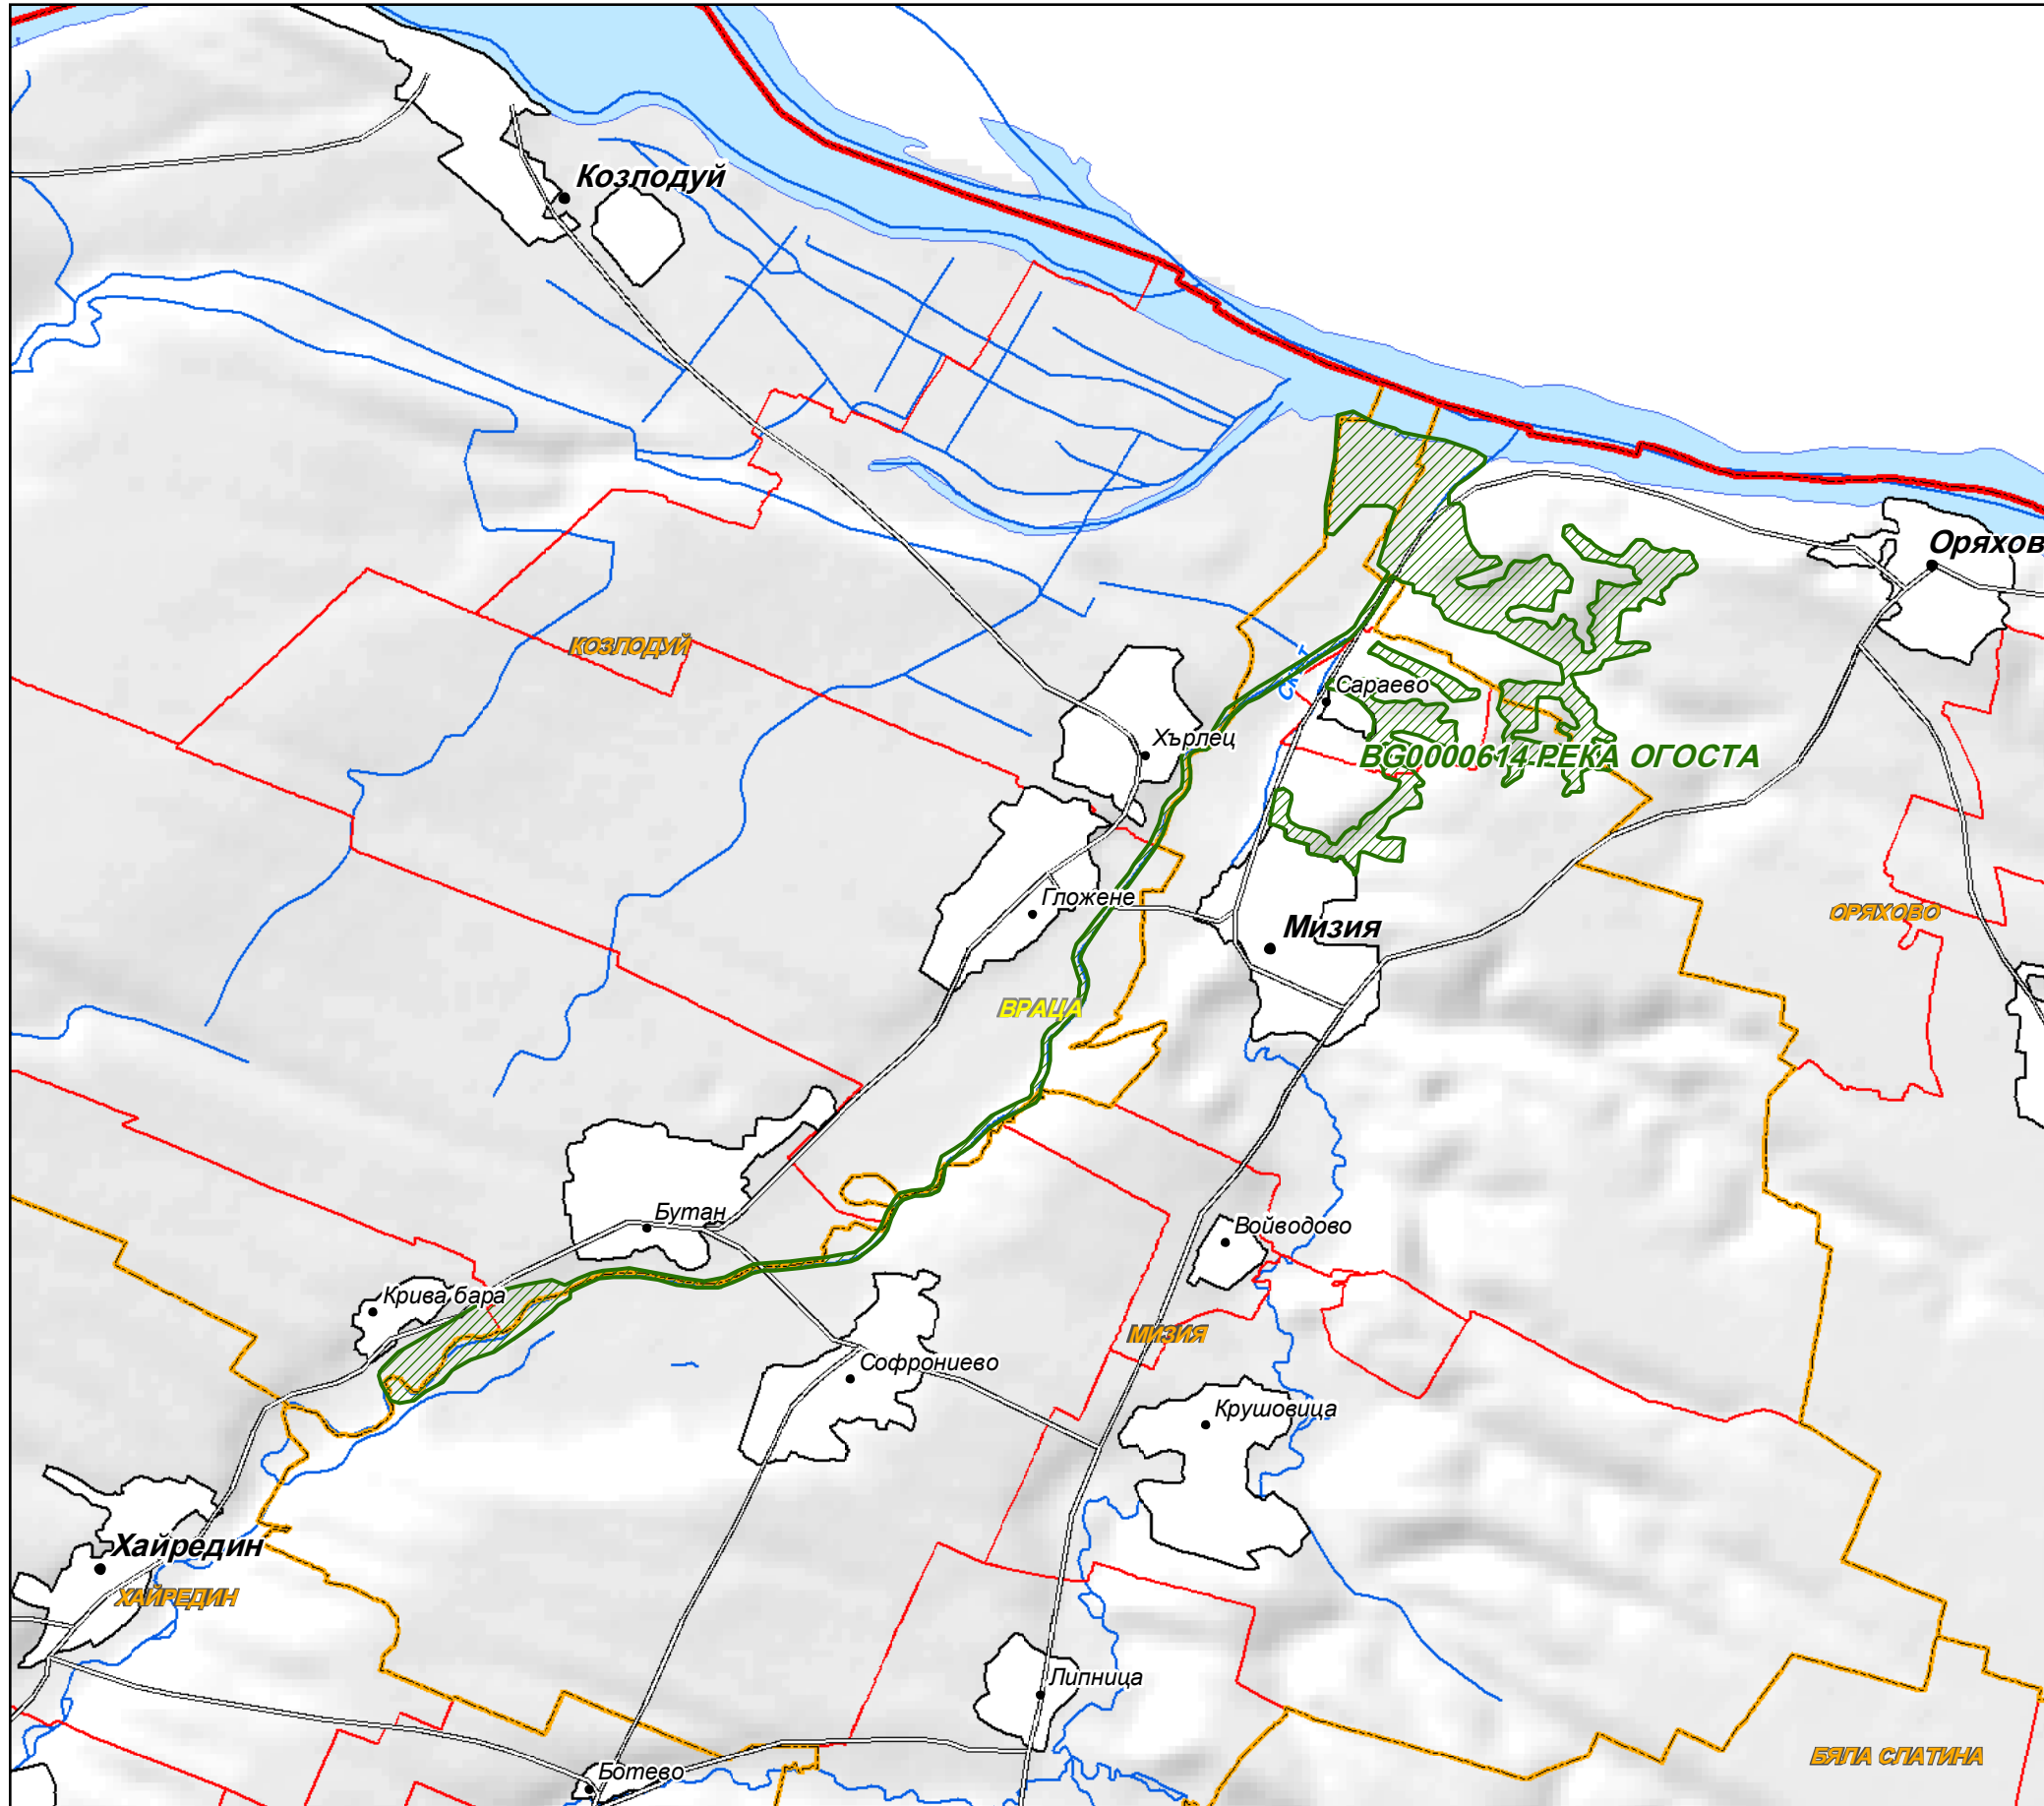 Козлодуй
Оряхов
КОЗЛОДУЙ
Скът
Сараево
Хърлец
BG0000614-РЕКА ОГОСТА
Гложене
ОРЯХОВО
Мизия
ВРАЦА
Бутан
Войводово
Крива бара
МИЗИЯ
Софрониево
Крушовица
Хайредин
ХАЙРЕДИН
Липница
БЯЛА СЛАТИНА
Ботево